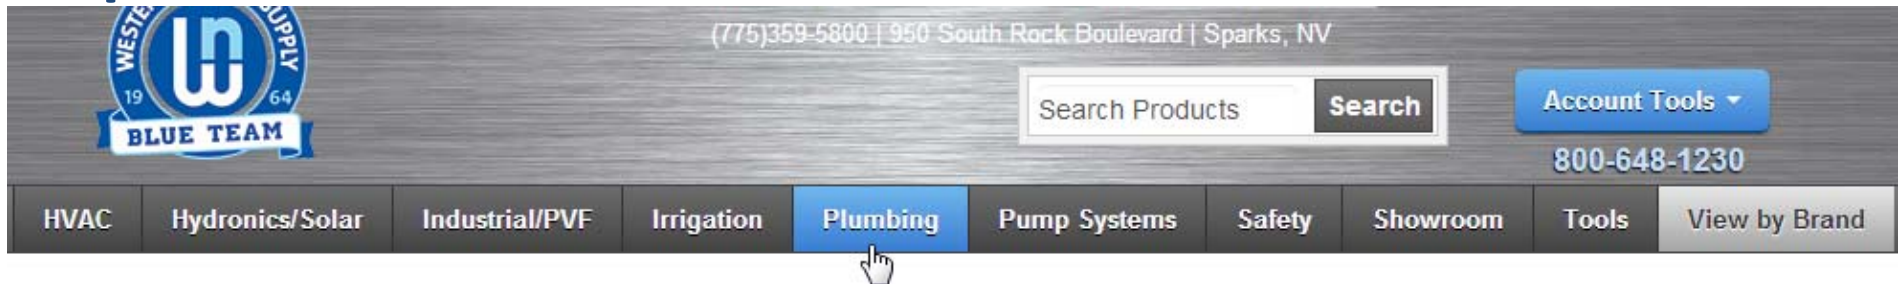 WESTE SUPPLY
19 64
BLUE TEAM
(775)359-5800 | 950 South Rock Boulevard | Sparks, NV
Search Products Search
Account Tools
800-648-1230
HVAC Hydronics/Solar Industrial/PVF Irrigation Plumbing Pump Systems Safety Showroom Tools View by Brand